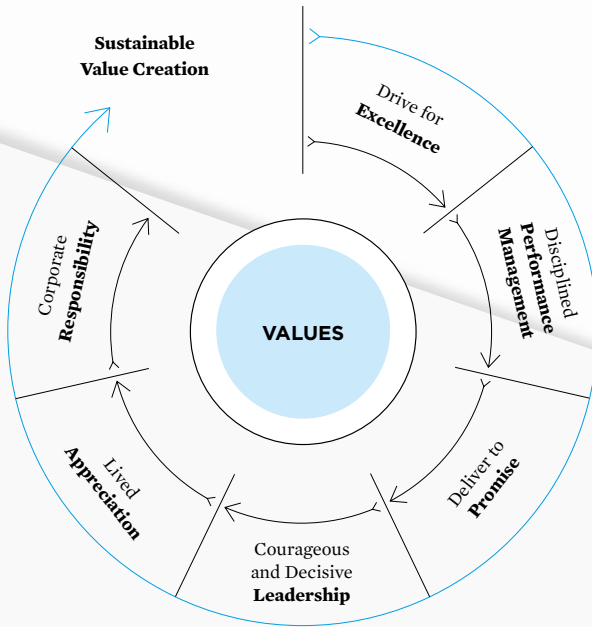 Sustainable
Value Creation
Drive for
Excellence
Disciplined
Performance
Management
Deliver to
Promise
Courageous
and Decisive
Leadership
Lived
Appreciation
Corporate
Responsibility
VALUES